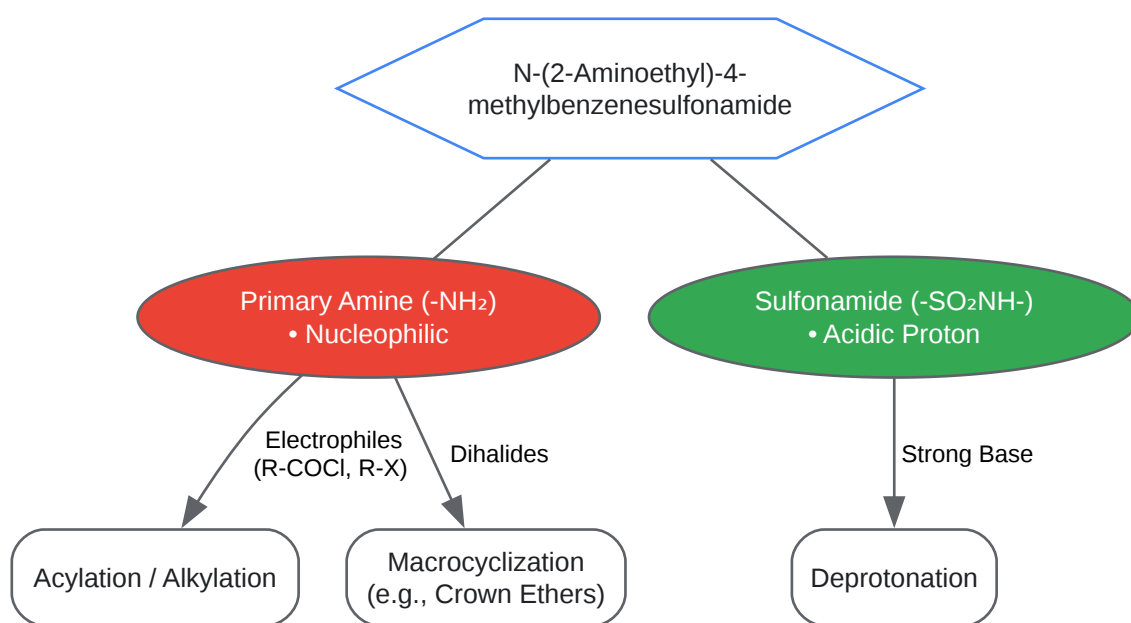 N-(2-Aminoethyl)-4-
methylbenzenesulfonamide
Primary Amine (-NH₂)
• Nucleophilic
Sulfonamide (-SO₂NH-)
• Acidic Proton
Electrophiles
(R-COCl, R-X)
Dihalides
Strong Base
Acylation / Alkylation
Macrocyclization
(e.g., Crown Ethers)
Deprotonation